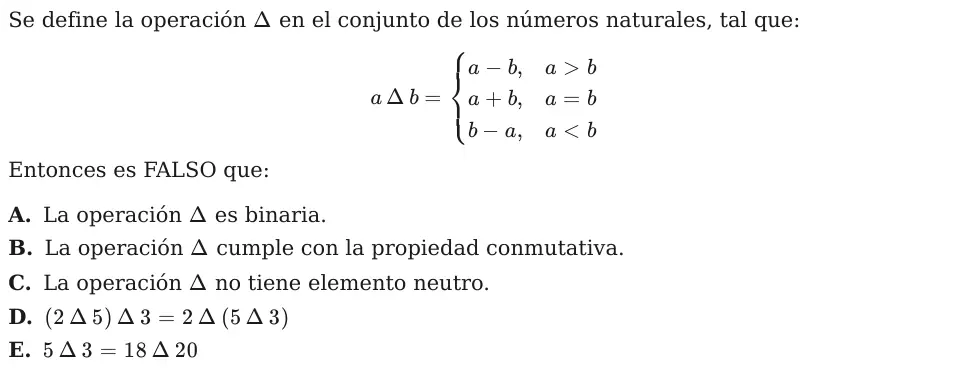 Se define la operación Δ en el conjunto de los números naturales, tal que:
a Δ b = { a − b, a > b
a + b, a = b
b − a, a < b
Entonces es FALSO que:
A. La operación Δ es binaria.
B. La operación Δ cumple con la propiedad conmutativa.
C. La operación Δ no tiene elemento neutro.
D. (2 Δ 5) Δ 3 = 2 Δ (5 Δ 3)
E. 5 Δ 3 = 18 Δ 20